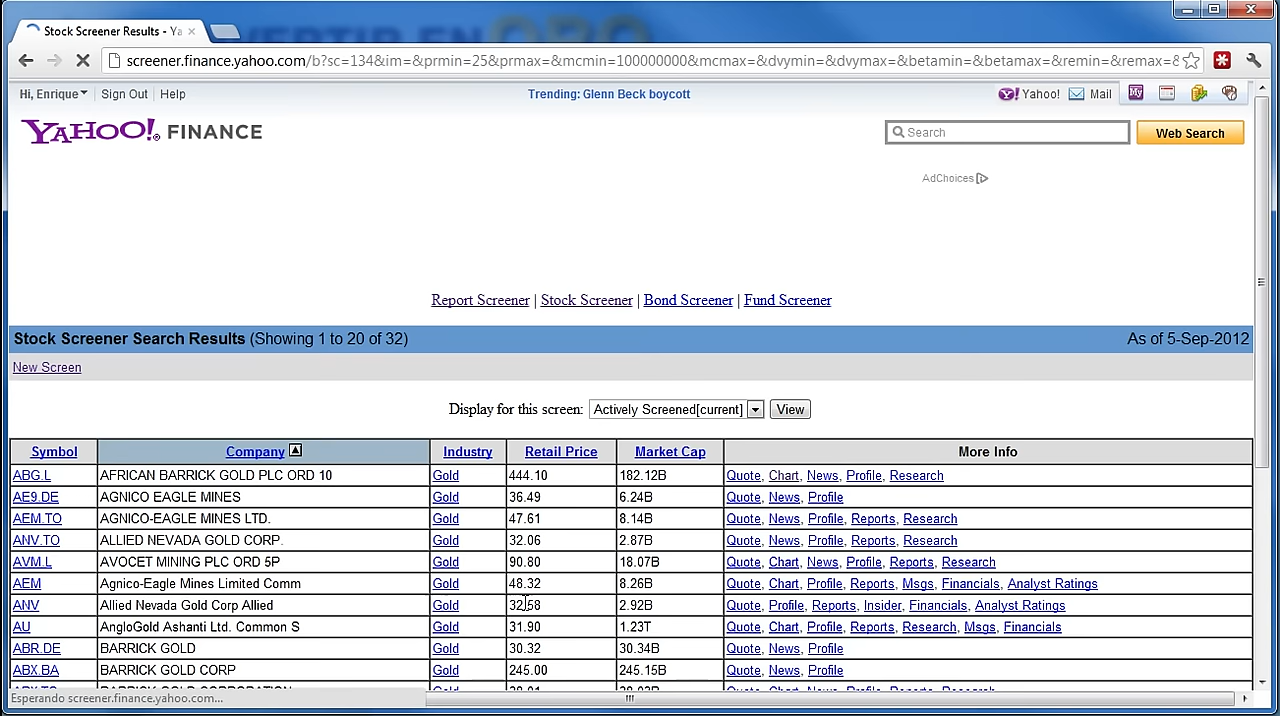 VERTIR EN ORO
Stock Screener Results - Ya
screener.finance.yahoo.com/b?sc=134&im=&prmin=25&prmax=&mcmin=100000000&mcmax=&dvymin=&dvymax=&betamin=&betamax=&remin=&remax=&
Hi, Enrique Sign Out Help Trending: Glenn Beck boycott Yahoo! Mail My
YAHOO! FINANCE Search Web Search
AdChoices
Report Screener | Stock Screener | Bond Screener | Fund Screener
Stock Screener Search Results (Showing 1 to 20 of 32) As of 5-Sep-2012
New Screen
Display for this screen: Actively Screened[current] View
Symbol Company Industry Retail Price Market Cap More Info
ABG.L AFRICAN BARRICK GOLD PLC ORD 10 Gold 444.10 182.12B Quote, Chart, News, Profile, Research
AE9.DE AGNICO EAGLE MINES Gold 36.49 6.24B Quote, News, Profile
AEM.TO AGNICO-EAGLE MINES LTD. Gold 47.61 8.14B Quote, News, Profile, Reports, Research
ANV.TO ALLIED NEVADA GOLD CORP. Gold 32.06 2.87B Quote, News, Profile, Reports, Research
AVM.L AVOCET MINING PLC ORD 5P Gold 90.80 18.07B Quote, Chart, News, Profile, Reports, Research
AEM Agnico-Eagle Mines Limited Comm Gold 48.32 8.26B Quote, Chart, Profile, Reports, Msgs, Financials, Analyst Ratings
ANV Allied Nevada Gold Corp Allied Gold 32.58 2.92B Quote, Profile, Reports, Insider, Financials, Analyst Ratings
AU AngloGold Ashanti Ltd. Common S Gold 31.90 1.23T Quote, Chart, Profile, Reports, Research, Msgs, Financials
ABR.DE BARRICK GOLD Gold 30.32 30.34B Quote, News, Profile
ABX.BA BARRICK GOLD CORP Gold 245.00 245.15B Quote, News, Profile
Esperando screener.finance.yahoo.com...